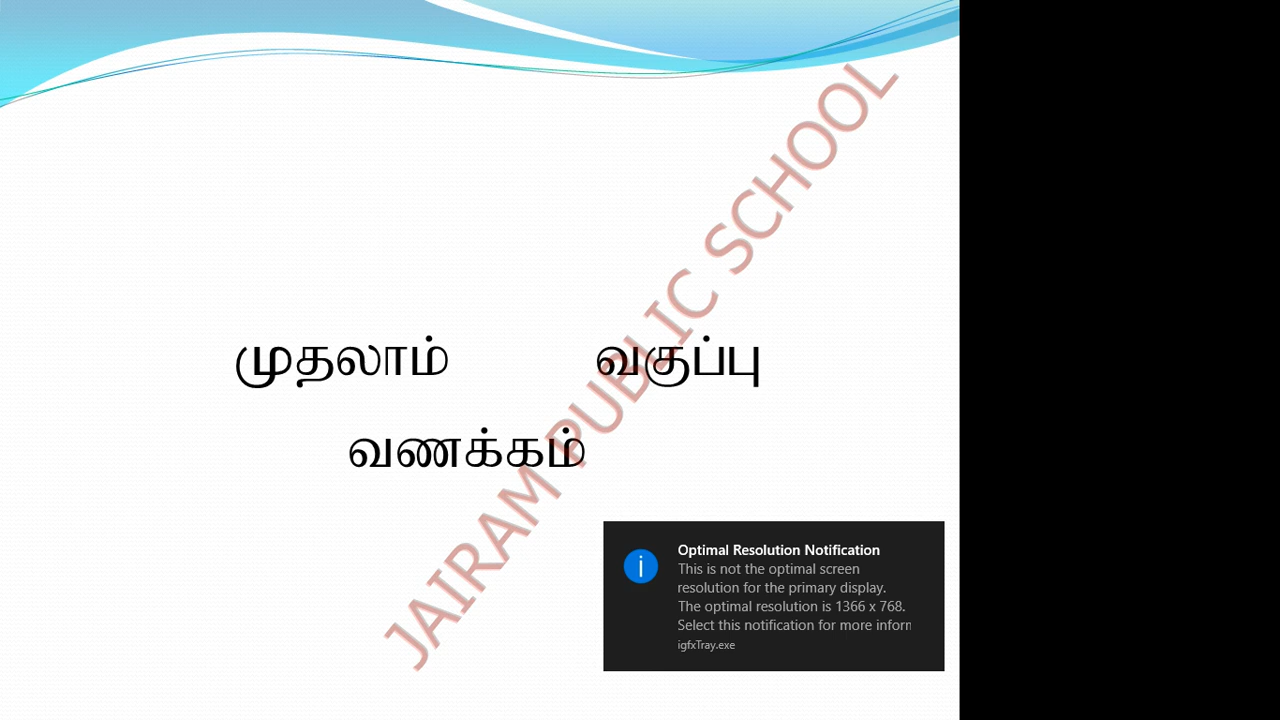 முதலாம் வகுப்பு
வணக்கம்
JAIRAM PUBLIC SCHOOL
Optimal Resolution Notification
This is not the optimal screen
resolution for the primary display.
The optimal resolution is 1366 x 768.
Select this notification for more inforn
igfxTray.exe